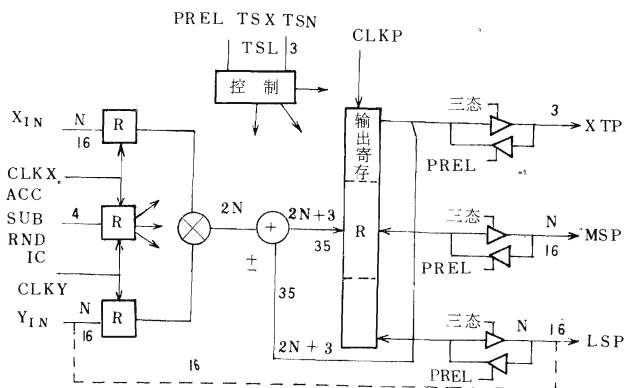 PREL TSX TSN
TSL 3
CLKP
控制
X_IN N 16 R
CLKX
ACC
SUB 4 R
RND
IC
CLKY
Y_IN N 16 R
2N
+
±
2N+3
35
35
2N+3
16
输出寄存
R
三态 3 XTP
PREL
三态 N 16 MSP
PREL
三态 N 16 LSP
PREL